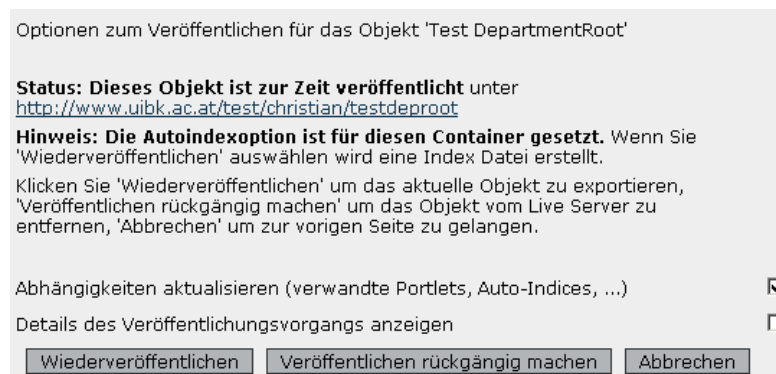 Optionen zum Veröffentlichen für das Objekt 'Test DepartmentRoot'
Status: Dieses Objekt ist zur Zeit veröffentlicht unter
http://www.uibk.ac.at/test/christian/testdeproot
Hinweis: Die Autoindexoption ist für diesen Container gesetzt. Wenn Sie
'Wiederveröffentlichen' auswählen wird eine Index Datei erstellt.
Klicken Sie 'Wiederveröffentlichen' um das aktuelle Objekt zu exportieren,
'Veröffentlichen rückgängig machen' um das Objekt vom Live Server zu
entfernen, 'Abbrechen' um zur vorigen Seite zu gelangen.
Abhängigkeiten aktualisieren (verwandte Portlets, Auto-Indices, ...)
Details des Veröffentlichungsvorgangs anzeigen
Wiederveröffentlichen Veröffentlichen rückgängig machen Abbrechen